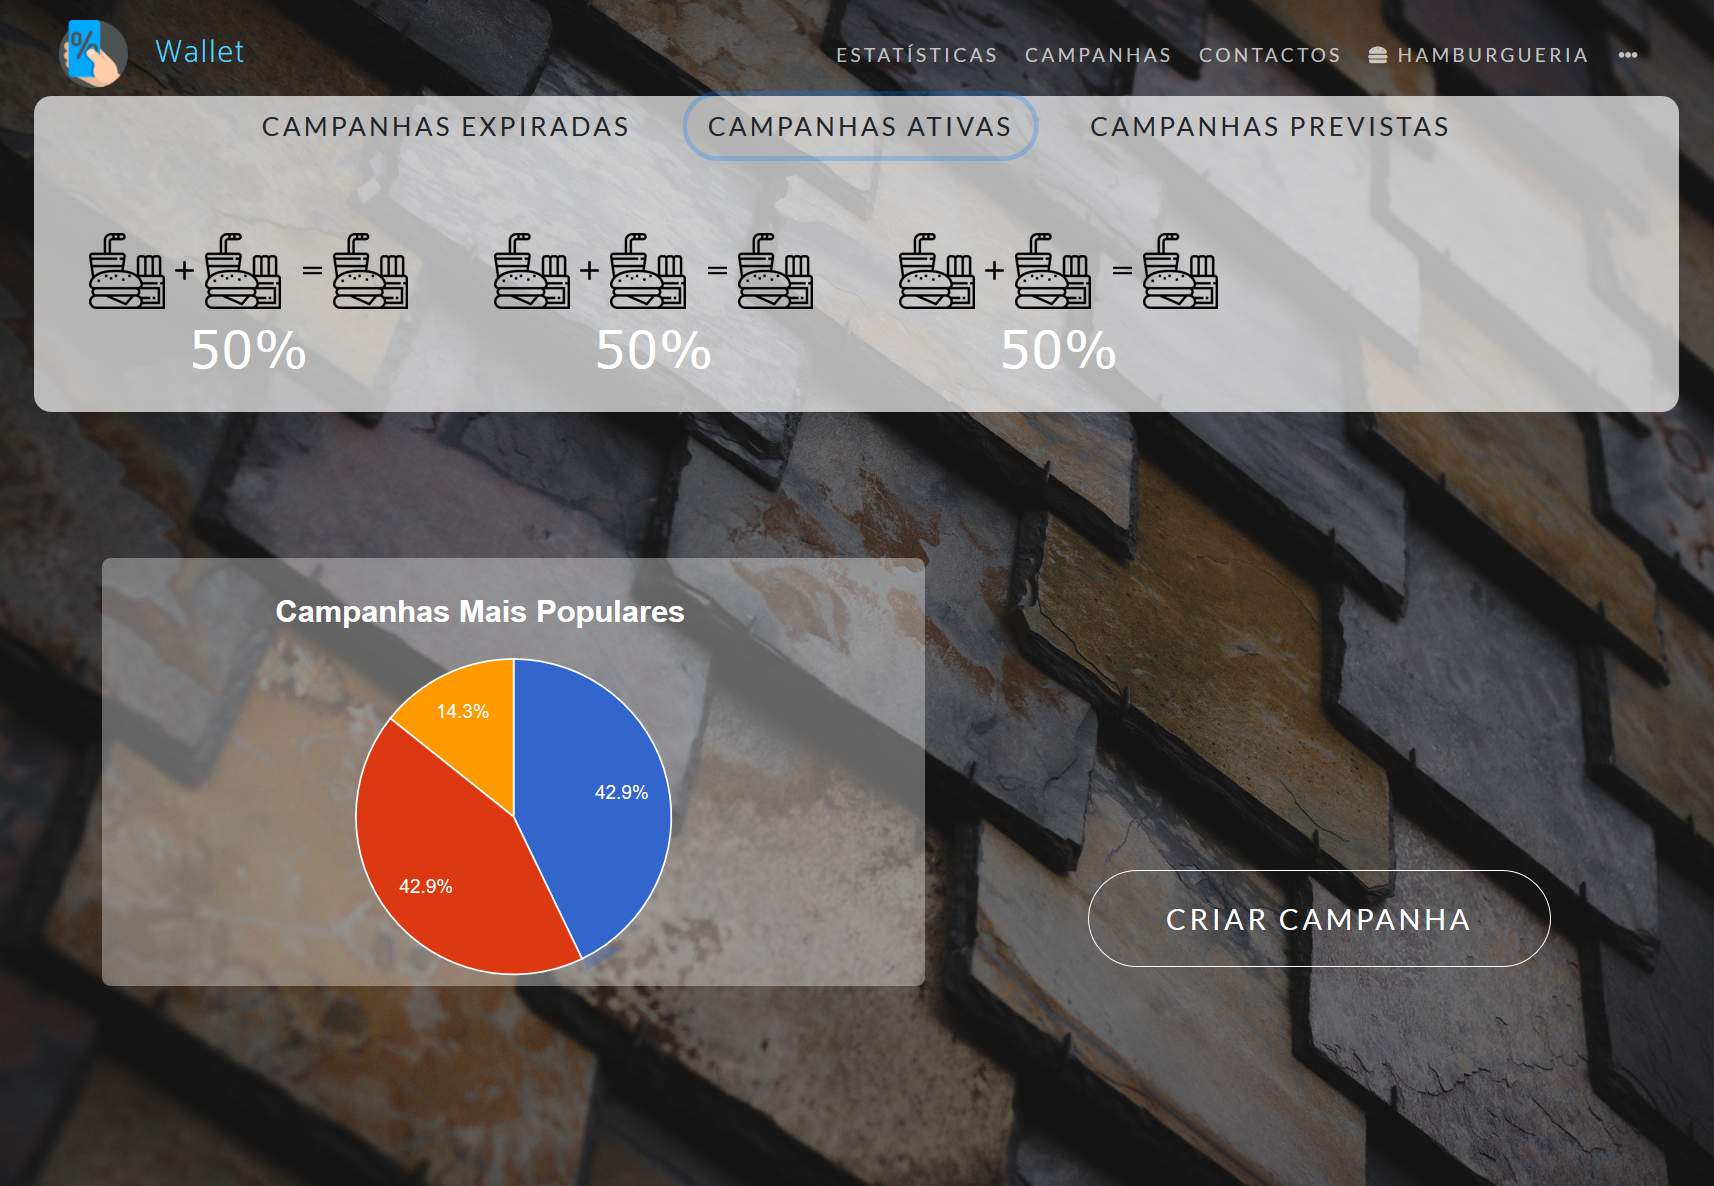 %
Wallet
ESTATÍSTICAS CAMPANHAS CONTACTOS HAMBURGUERIA
CAMPANHAS EXPIRADAS CAMPANHAS ATIVAS CAMPANHAS PREVISTAS
+ = + = + =
50% 50% 50%
Campanhas Mais Populares
14.3%
42.9%
42.9%
CRIAR CAMPANHA